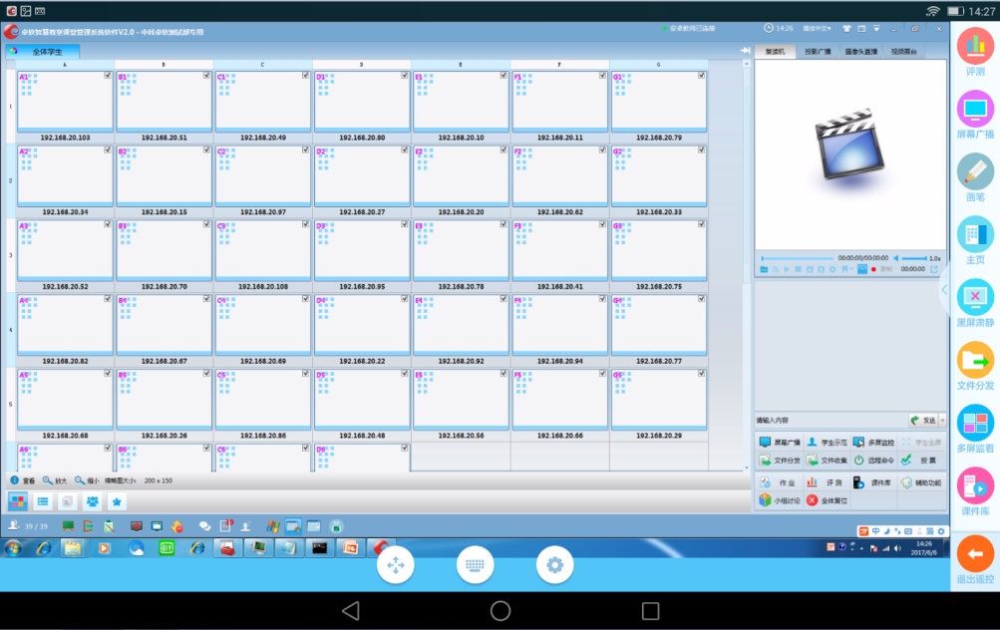 14:27
卓软智慧教室课堂管理系统软件V2.0 - 中科卓软测试部专用
安卓教师已连接
14:26
简体中文
全体学生
复读机 投影广播 摄像头直播 视频展台
A B C D E F G
1
A1 B1 C1 D1 E1 F1 G1
192.168.20.103 192.168.20.51 192.168.20.49 192.168.20.80 192.168.20.10 192.168.20.11 192.168.20.79
2
A2 B2 C2 D2 E2 F2 G2
192.168.20.34 192.168.20.15 192.168.20.97 192.168.20.27 192.168.20.20 192.168.20.62 192.168.20.33
3
A3 B3 C3 D3 E3 F3 G3
192.168.20.52 192.168.20.70 192.168.20.108 192.168.20.95 192.168.20.78 192.168.20.41 192.168.20.75
4
A4 B4 C4 D4 E4 F4 G4
192.168.20.82 192.168.20.67 192.168.20.69 192.168.20.22 192.168.20.92 192.168.20.94 192.168.20.77
5
A5 B5 C5 D5 E5 F5 G5
192.168.20.68 192.168.20.26 192.168.20.86 192.168.20.48 192.168.20.56 192.168.20.66 192.168.20.29
A6 B6 C6 D6
查看 放大 缩小 缩略图大小: 200 x 150
39 / 39
00:00:00/00:00:00 1.0x
录制 00:00:00
请输入内容 发送
屏幕广播 学生示范 多屏监控 学生全屏
文件分发 文件收集 远程命令 投票
作业 评测 课件库 辅助功能
小组讨论 全体复位
中
14:26
2017/6/6
评测
屏幕广播
画笔
主页
黑屏肃静
文件分发
多屏监看
课件库
退出遥控